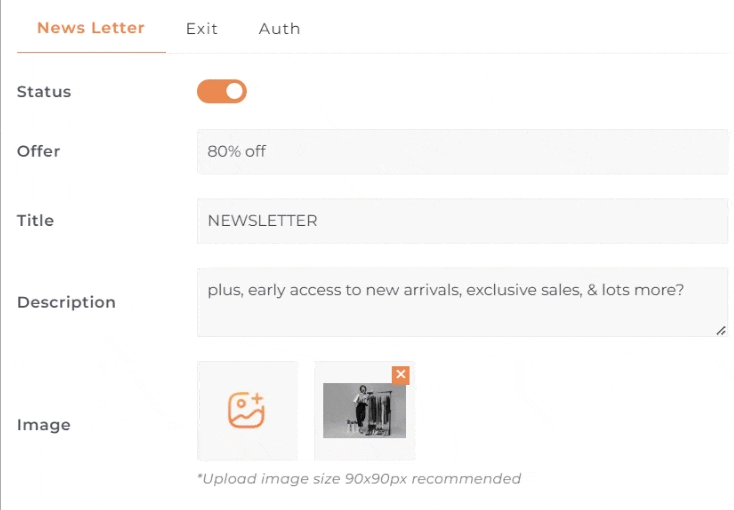 News Letter Exit Auth
Status
Offer 80% off
Title NEWSLETTER
Description plus, early access to new arrivals, exclusive sales, & lots more?
Image
*Upload image size 90x90px recommended